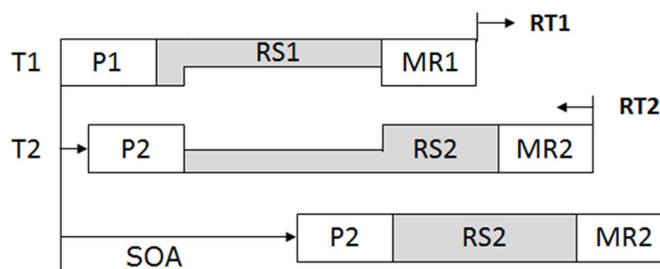 RT1
T1 P1 RS1 MR1
RT2
T2 P2 RS2 MR2
P2 RS2 MR2
SOA